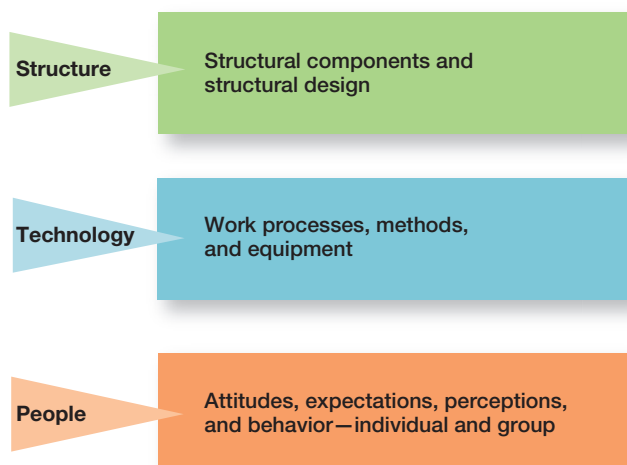 Structure
Structural components and
structural design
Technology
Work processes, methods,
and equipment
People
Attitudes, expectations, perceptions,
and behavior—individual and group